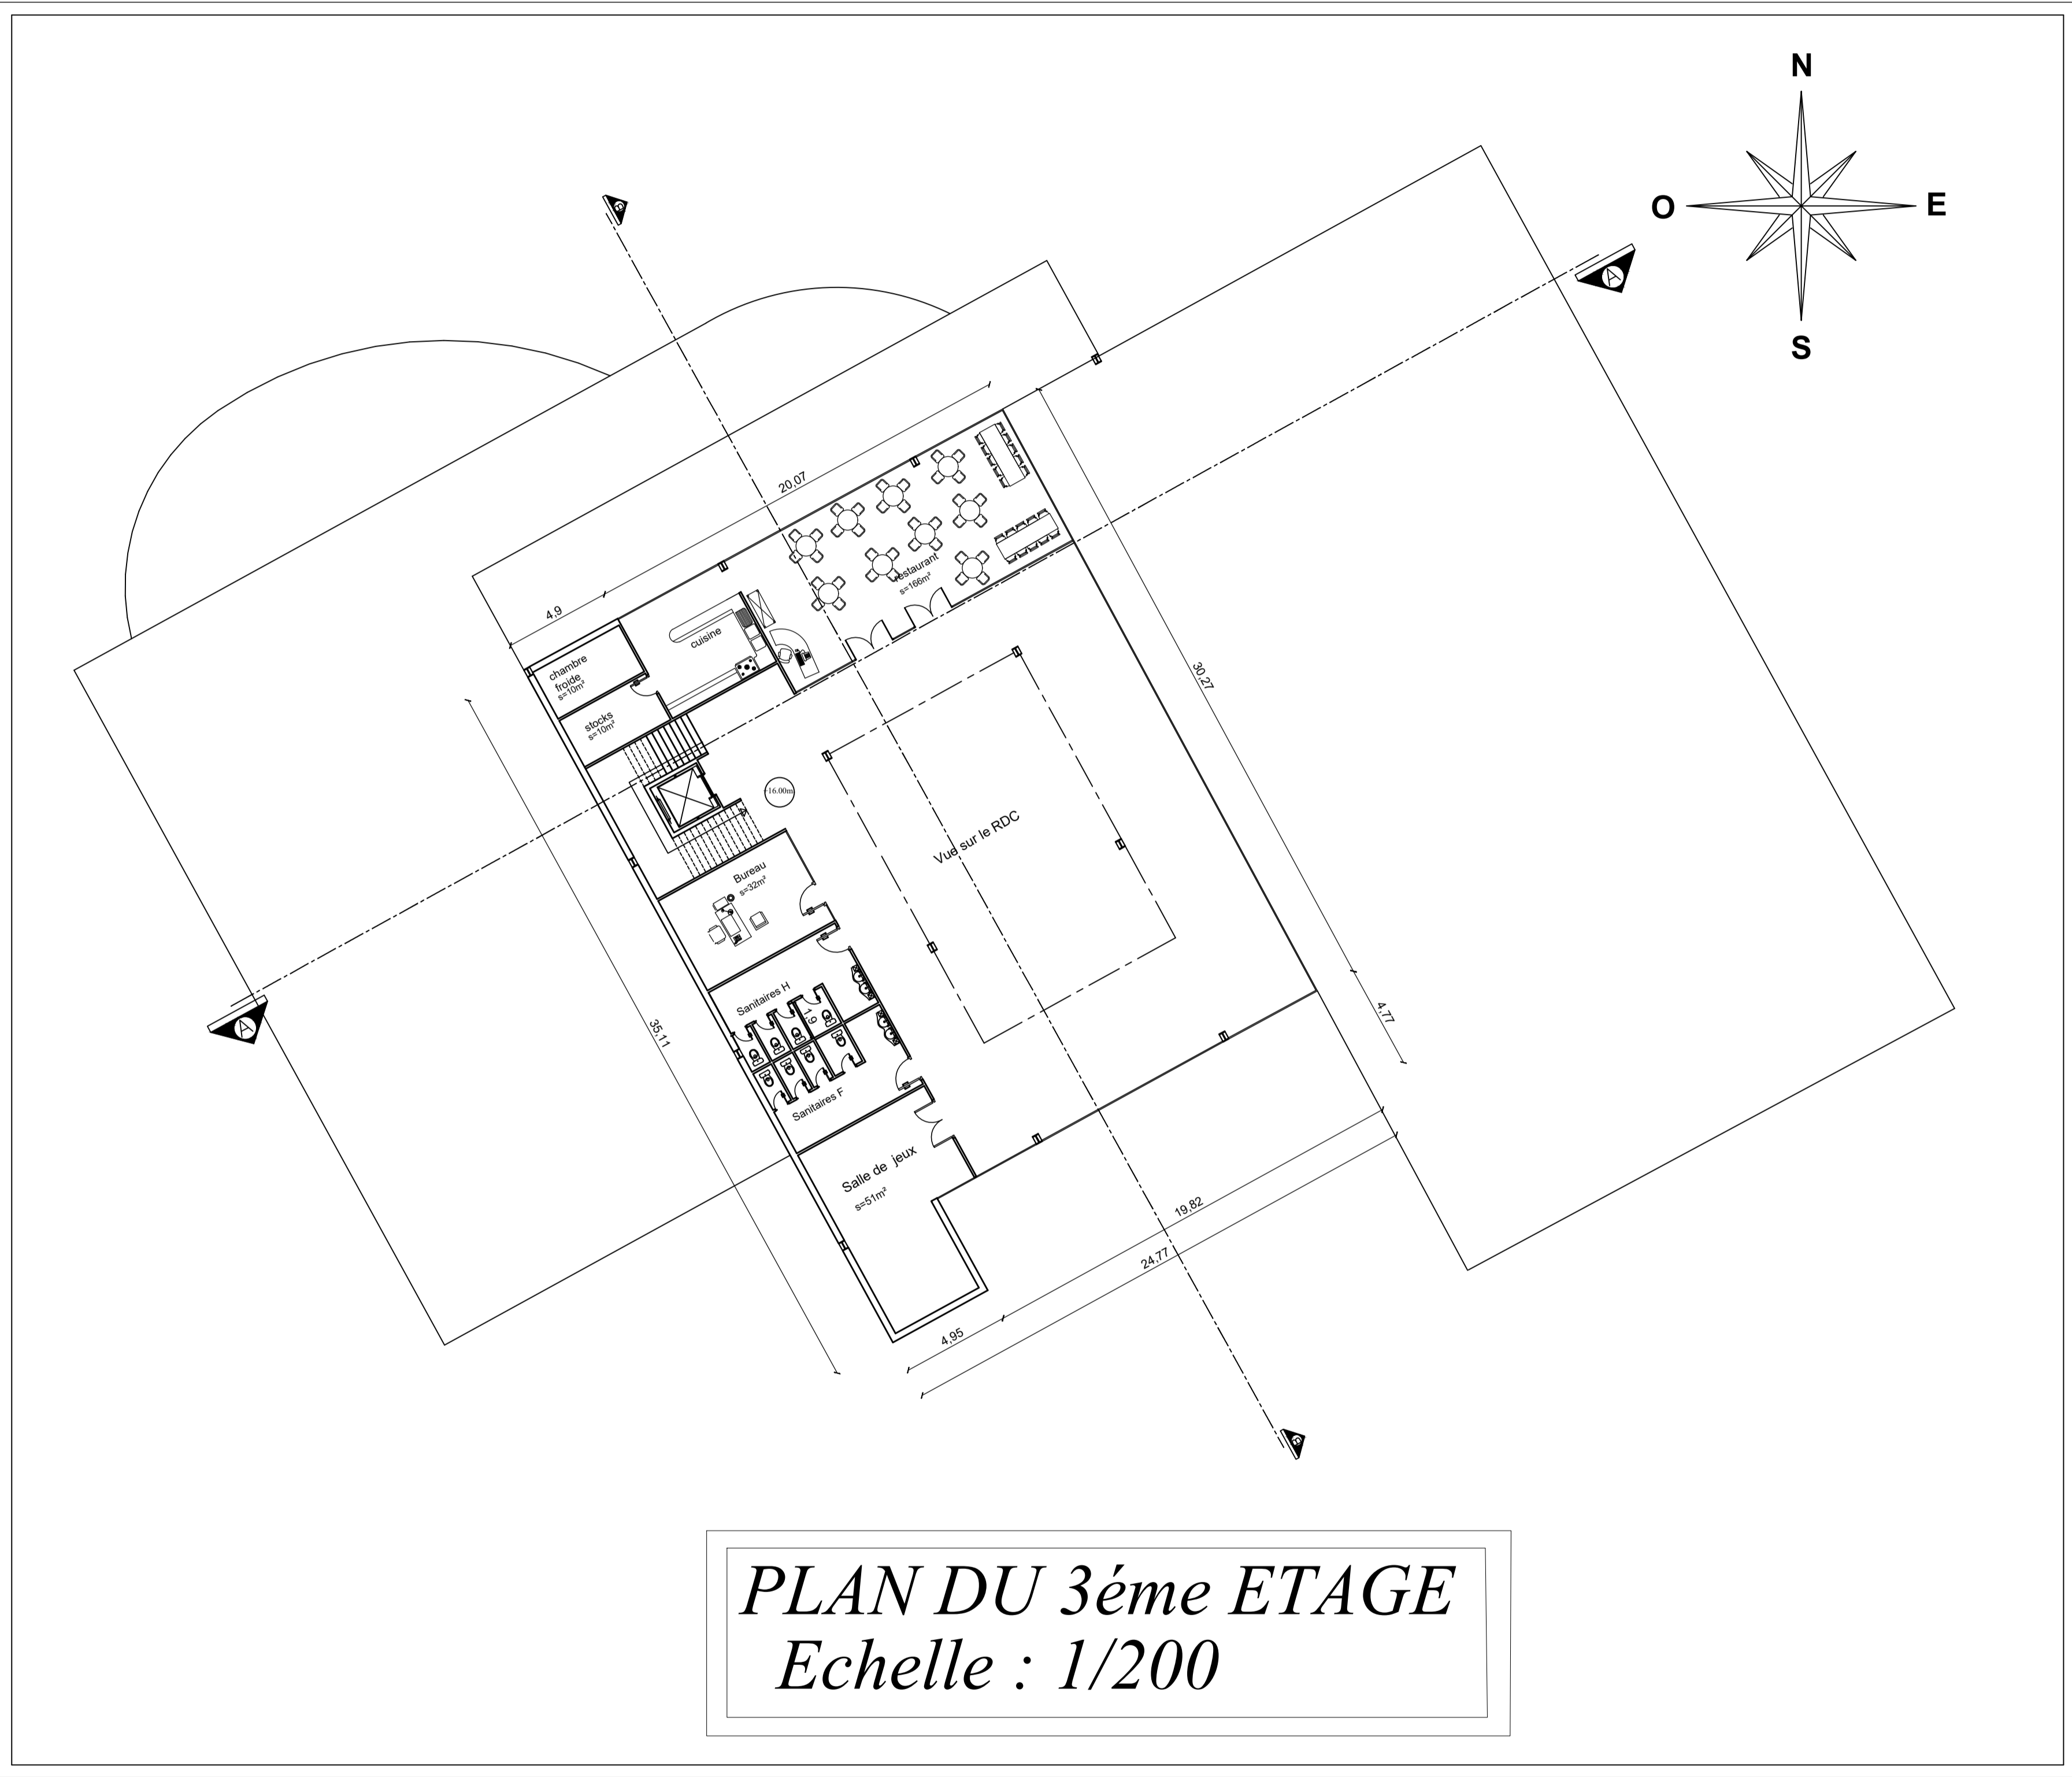 N
O
E
S
B
A
20,07
4,9
restaurant
s=166m²
cuisine
chambre
froide
s=10m²
stocks
s=10m²
30,27
+16.00m
Vue sur le RDC
Bureau
s=32m²
A
Sanitaires H
1,9
35,11
4,77
Sanitaires F
Salle de jeux
s=51m²
19,82
24,77
4,95
B
PLAN DU 3éme ETAGE
Echelle : 1/200